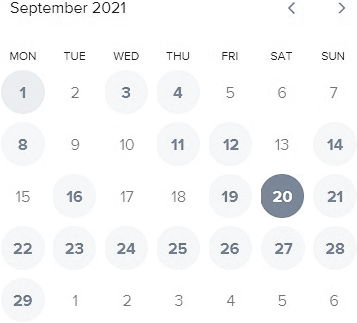 September 2021 < >
MON TUE WED THU FRI SAT SUN
1 2 3 4 5 6 7
8 9 10 11 12 13 14
15 16 17 18 19 20 21
22 23 24 25 26 27 28
29 1 2 3 4 5 6